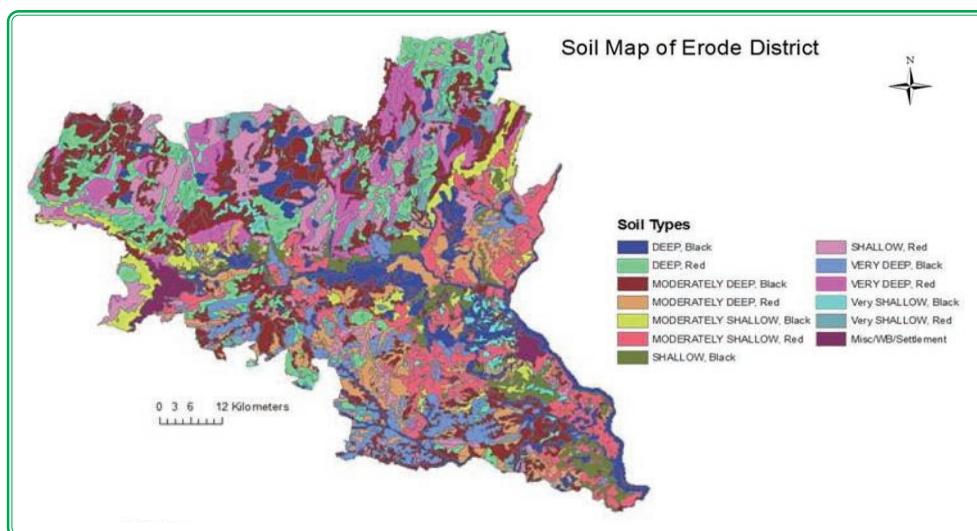 Soil Map of Erode District
N
Soil Types
DEEP, Black
DEEP, Red
MODERATELY DEEP, Black
MODERATELY DEEP, Red
MODERATELY SHALLOW, Black
MODERATELY SHALLOW, Red
SHALLOW, Black
SHALLOW, Red
VERY DEEP, Black
VERY DEEP, Red
Very SHALLOW, Black
Very SHALLOW, Red
Misc/WB/Settlement
0 3 6 12 Kilometers